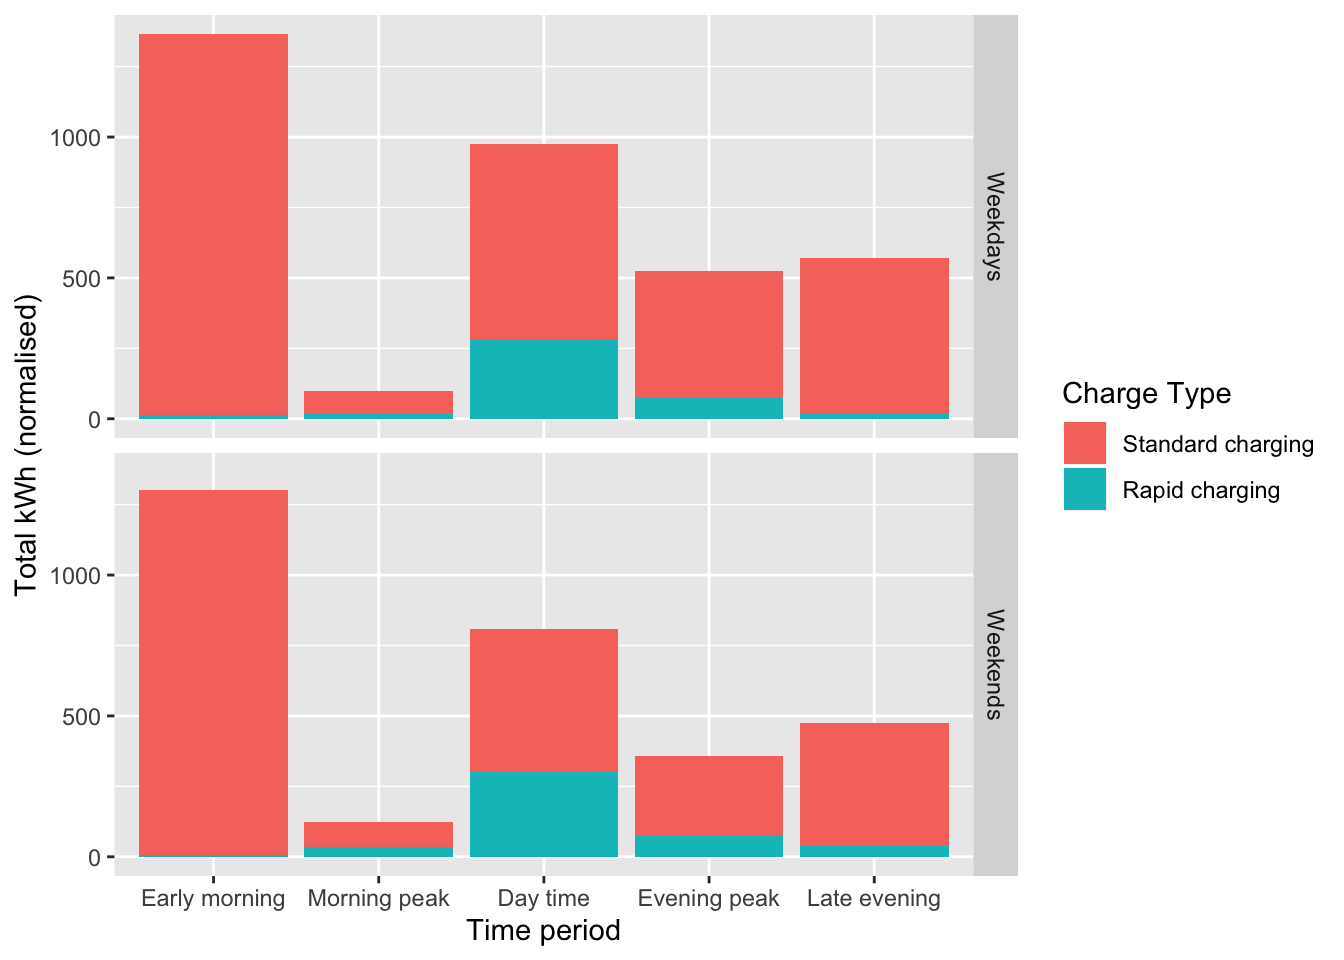 1000
500
0
Weekdays
1000
500
0
Weekends
Early morning
Morning peak
Day time
Evening peak
Late evening
Time period
Total kWh (normalised)
Charge Type
Standard charging
Rapid charging